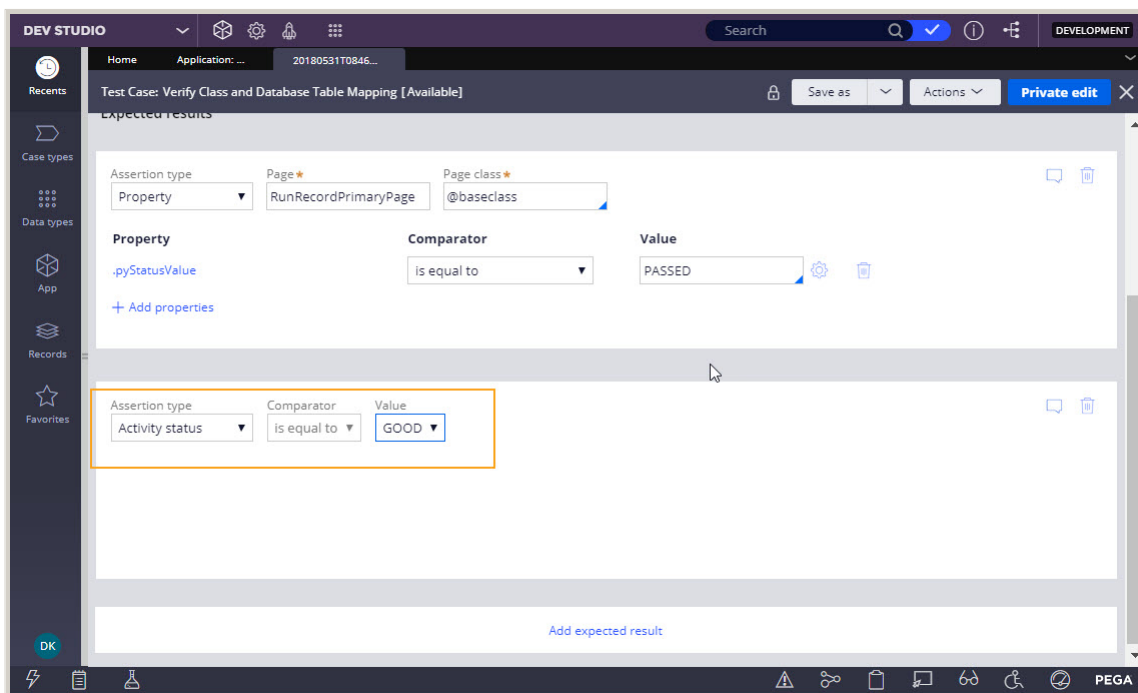 DEV STUDIO
Search
DEVELOPMENT
Home Application: ... 20180531T0846...
Recents
Test Case: Verify Class and Database Table Mapping [Available]
Save as Actions Private edit
Expected results
Case types
Assertion type Page★ Page class★
Property RunRecordPrimaryPage @baseclass
Data types
Property Comparator Value
.pyStatusValue is equal to PASSED
App
+ Add properties
Records
Favorites
Assertion type Comparator Value
Activity status is equal to GOOD
Add expected result
DK
PEGA